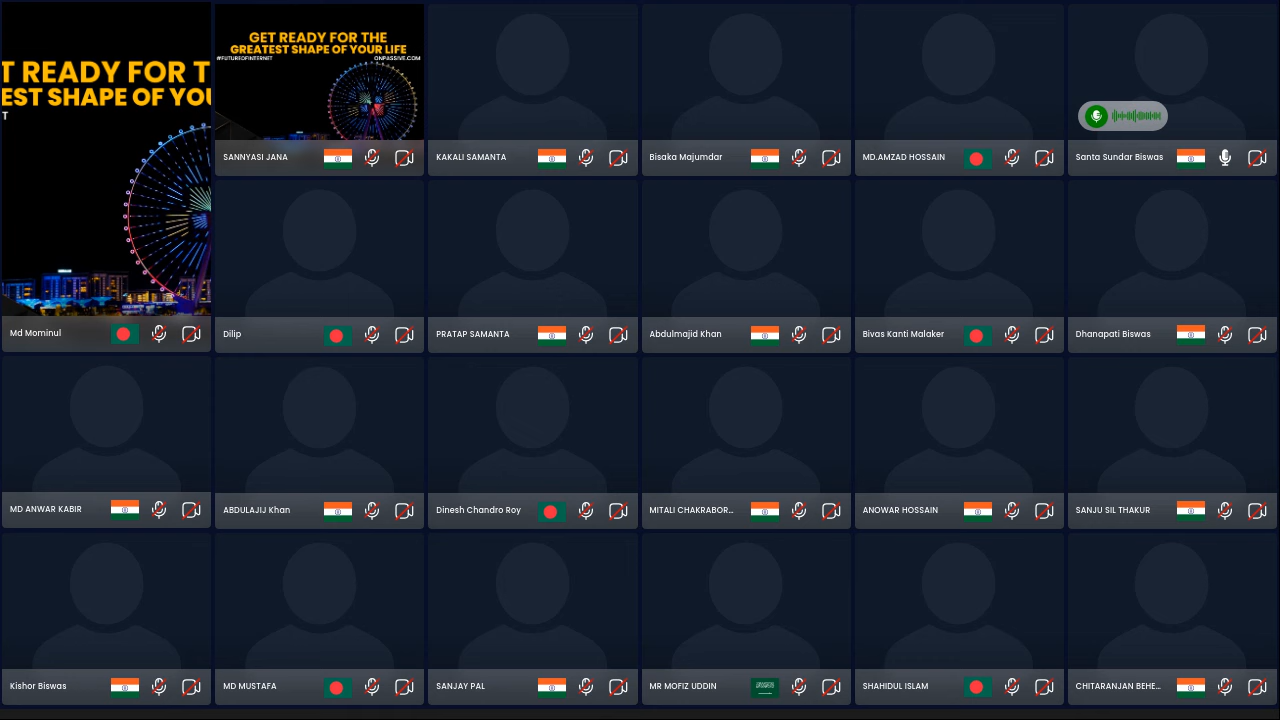 T READY FOR T
EST SHAPE OF YOU
T
GET READY FOR THE
GREATEST SHAPE OF YOUR LIFE
#FUTUREOFINTERNET
ONPASSIVE.COM
SANNYASI JANA
KAKALI SAMANTA
Bisaka Majumdar
MD.AMZAD HOSSAIN
Santa Sundar Biswas
Md Mominul
Dilip
PRATAP SAMANTA
Abdulmajid Khan
Bivas Kanti Malaker
Dhanapati Biswas
MD ANWAR KABIR
ABDULAJIJ Khan
Dinesh Chandro Roy
MITALI CHAKRABOR...
ANOWAR HOSSAIN
SANJU SIL THAKUR
Kishor Biswas
MD MUSTAFA
SANJAY PAL
MR MOFIZ UDDIN
SHAHIDUL ISLAM
CHITARANJAN BEHE...